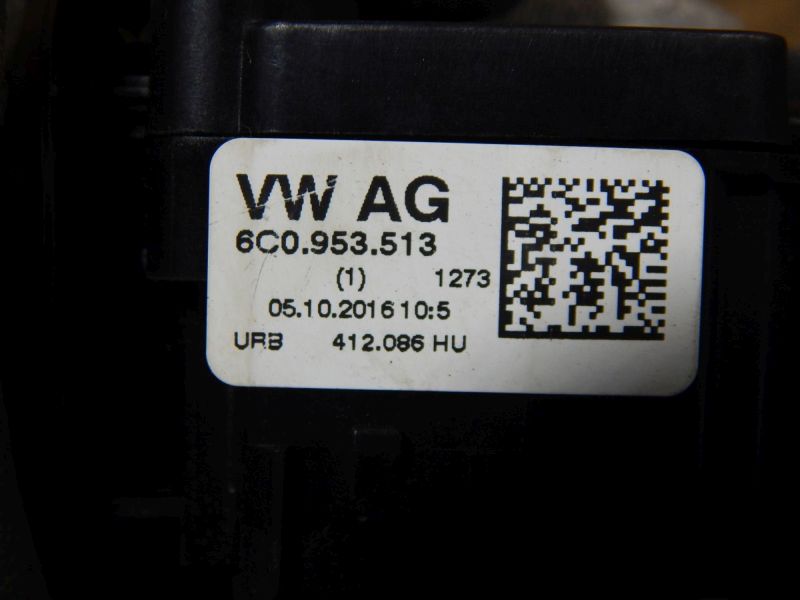 VW AG
6C0.953.513
(1) 1273
05.10.2016 10:5
URB 412.086 HU